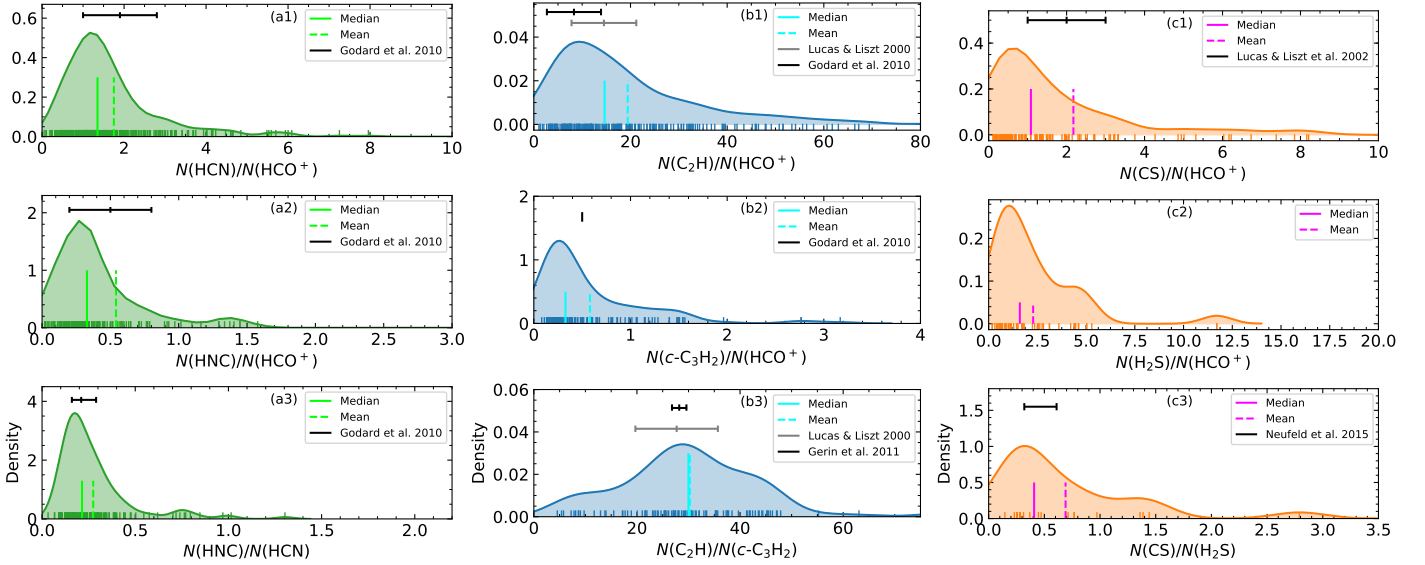 (a1)
Median
Mean
Godard et al. 2010
0.0
0.2
0.4
0.6
0 2 4 6 8 10
N(HCN)/N(HCO⁺)
(b1)
Median
Mean
Lucas & Liszt 2000
Godard et al. 2010
0.00
0.02
0.04
0 20 40 60 80
N(C₂H)/N(HCO⁺)
(c1)
Median
Mean
Lucas & Liszt et al. 2002
0.0
0.2
0.4
0 2 4 6 8 10
N(CS)/N(HCO⁺)
(a2)
Median
Mean
Godard et al. 2010
0
1
2
0.0 0.5 1.0 1.5 2.0 2.5 3.0
N(HNC)/N(HCO⁺)
(b2)
Median
Mean
Godard et al. 2010
0
1
2
0 1 2 3 4
N(c-C₃H₂)/N(HCO⁺)
(c2)
Median
Mean
0.0
0.1
0.2
0.0 2.5 5.0 7.5 10.0 12.5 15.0 17.5 20.0
N(H₂S)/N(HCO⁺)
(a3)
Median
Mean
Godard et al. 2010
Density
0
2
4
0.0 0.5 1.0 1.5 2.0
N(HNC)/N(HCN)
(b3)
Median
Mean
Lucas & Liszt 2000
Gerin et al. 2011
Density
0.00
0.02
0.04
0.06
0 20 40 60
N(C₂H)/N(c-C₃H₂)
(c3)
Median
Mean
Neufeld et al. 2015
Density
0.0
0.5
1.0
1.5
0.0 0.5 1.0 1.5 2.0 2.5 3.0 3.5
N(CS)/N(H₂S)